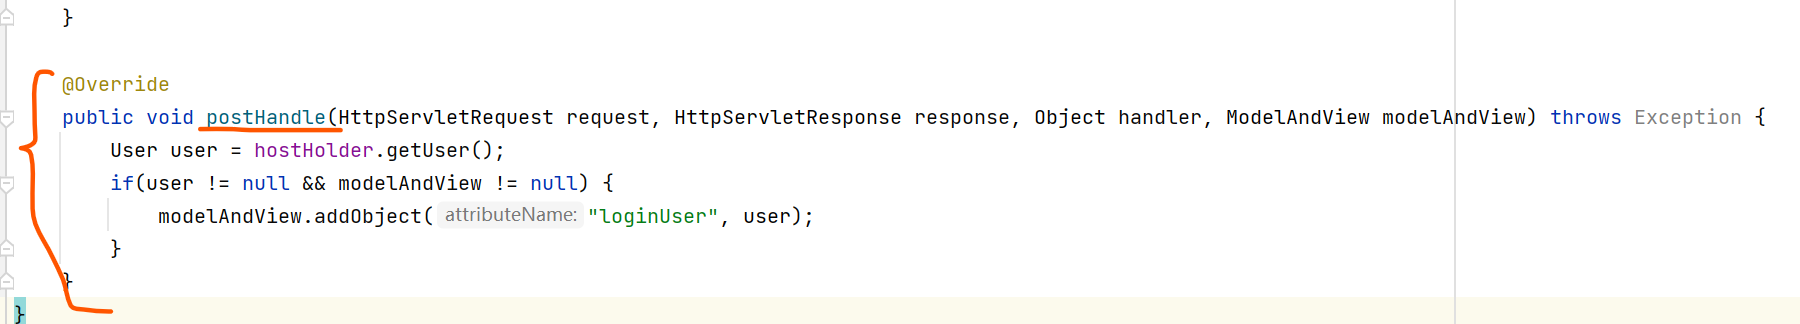 }
@Override
public void postHandle(HttpServletRequest request, HttpServletResponse response, Object handler, ModelAndView modelAndView) throws Exception {
User user = hostHolder.getUser();
if(user != null && modelAndView != null) {
modelAndView.addObject( attributeName: "loginUser", user);
}
}
}